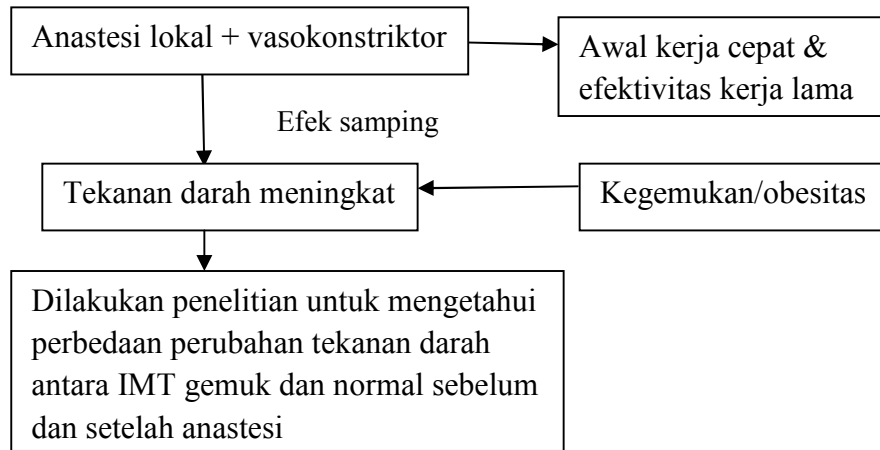 Anastesi lokal + vasokonstriktor
Awal kerja cepat &
efektivitas kerja lama
Efek samping
Tekanan darah meningkat
Kegemukan/obesitas
Dilakukan penelitian untuk mengetahui
perbedaan perubahan tekanan darah
antara IMT gemuk dan normal sebelum
dan setelah anastesi